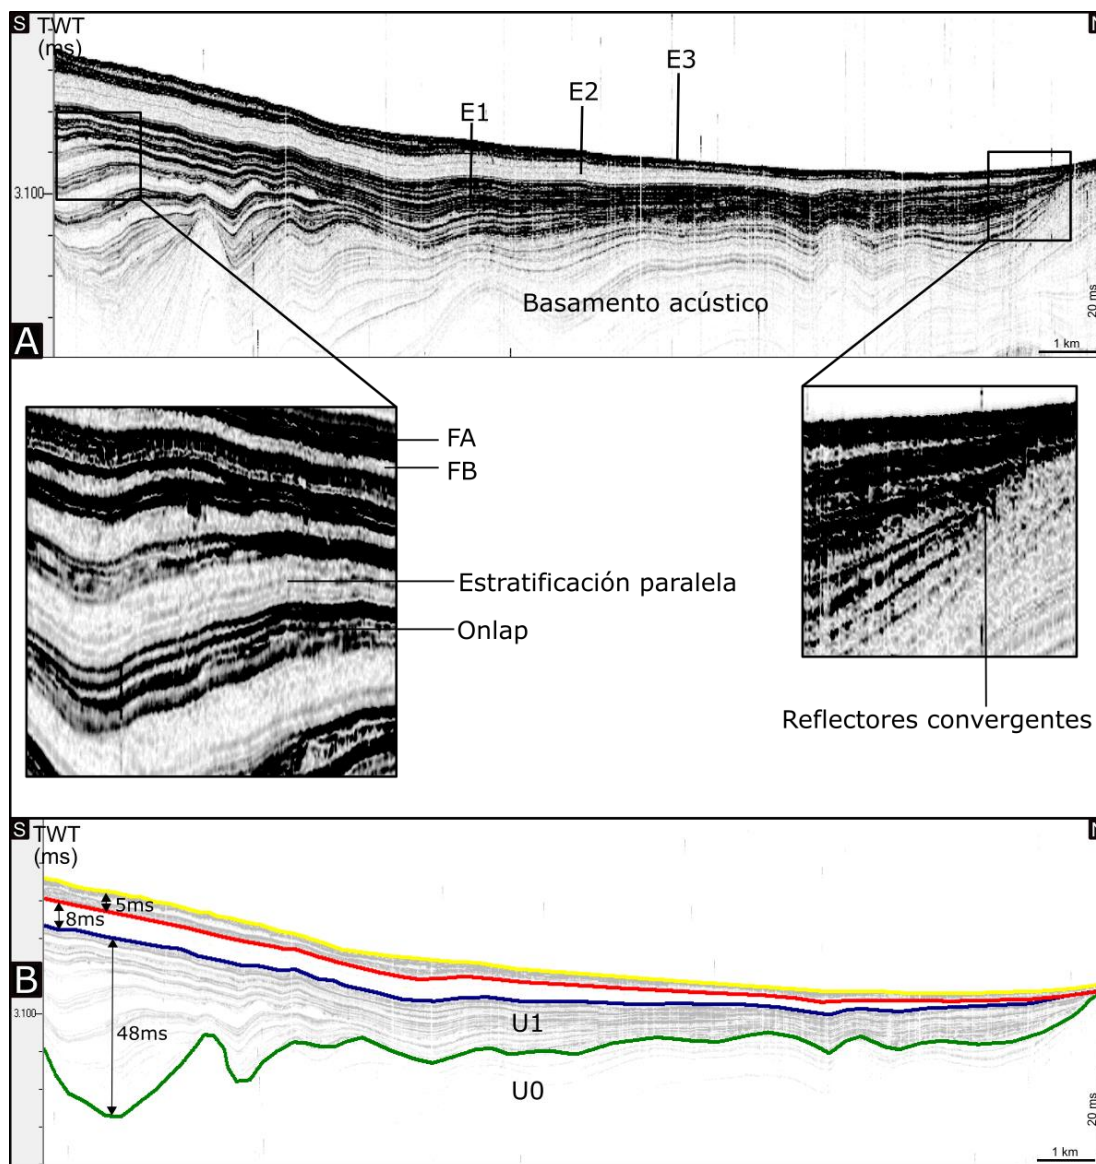 S
TWT
(ms)
N
E3
E2
E1
3.100
Basamento acústico
20 ms
A
1 km
FA
FB
Estratificación paralela
Onlap
Reflectores convergentes
S
TWT
(ms)
N
5ms
8ms
B
3.100
U1
48ms
U0
20 ms
1 km